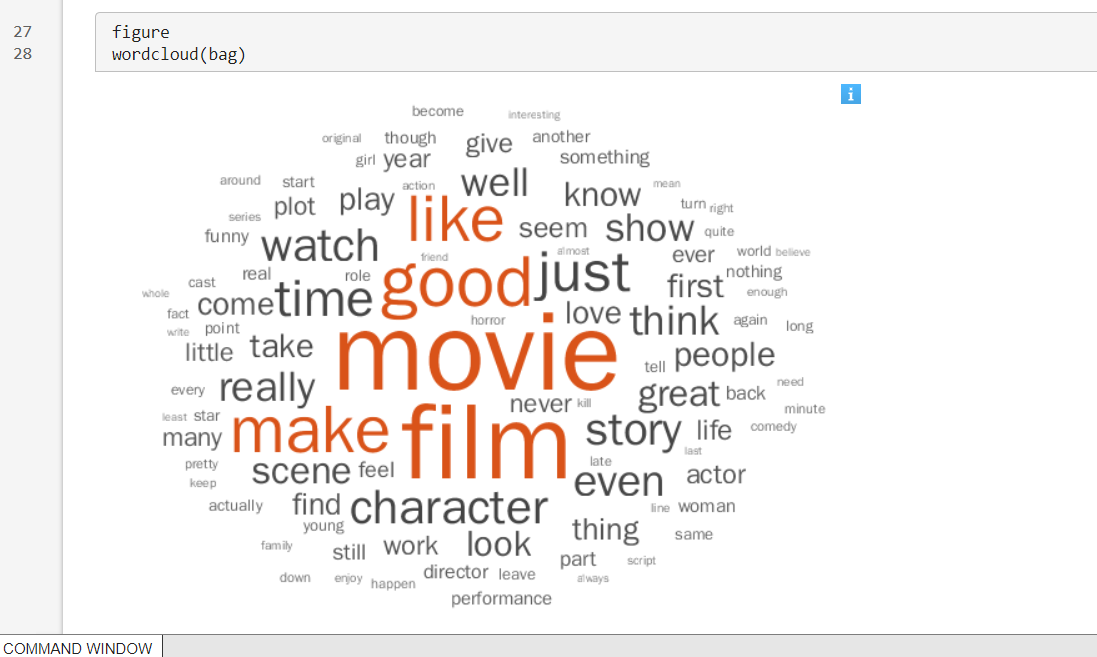 27 figure
28 wordcloud(bag)
i
become interesting
original though give another
girl year something
around start action well know mean
series plot play like turn right
funny watch seem show quite
friend almost ever world believe
cast real role good just nothing
whole come time first enough
fact horror love
write point think again long
little take movie tell people
every really great back need
never kill minute
least star make film story life comedy
many last
pretty scene feel late even actor
keep
actually find character line woman
young thing same
family still work look part script
down enjoy happen director leave always
performance
COMMAND WINDOW